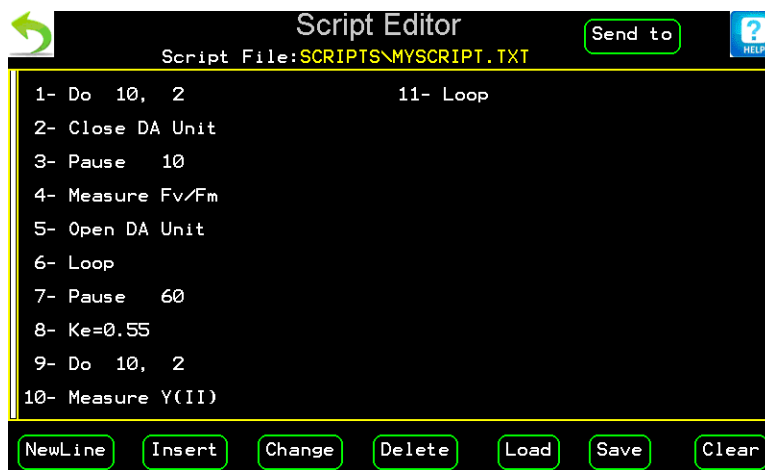 Script Editor
Send to
?
HELP
Script File:SCRIPTS\MYSCRIPT.TXT
1- Do 10, 2
2- Close DA Unit
3- Pause 10
4- Measure Fv/Fm
5- Open DA Unit
6- Loop
7- Pause 60
8- Ke=0.55
9- Do 10, 2
10- Measure Y(II)
11- Loop
NewLine Insert Change Delete Load Save Clear